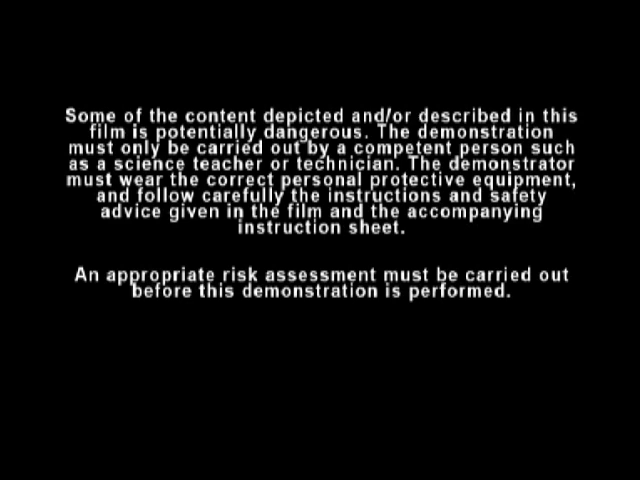 Some of the content depicted and/or described in this
film is potentially dangerous. The demonstration
must only be carried out by a competent person such
as a science teacher or technician. The demonstrator
must wear the correct personal protective equipment,
and follow carefully the instructions and safety
advice given in the film and the accompanying
instruction sheet.
An appropriate risk assessment must be carried out
before this demonstration is performed.